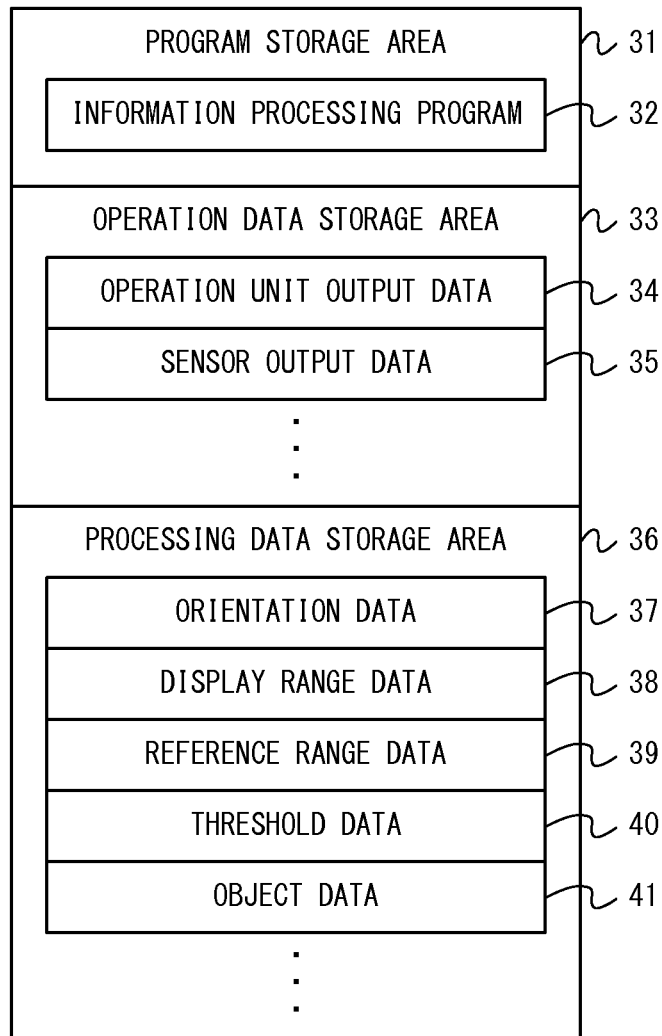 PROGRAM STORAGE AREA 31
INFORMATION PROCESSING PROGRAM 32
OPERATION DATA STORAGE AREA 33
OPERATION UNIT OUTPUT DATA 34
SENSOR OUTPUT DATA 35
PROCESSING DATA STORAGE AREA 36
ORIENTATION DATA 37
DISPLAY RANGE DATA 38
REFERENCE RANGE DATA 39
THRESHOLD DATA 40
OBJECT DATA 41